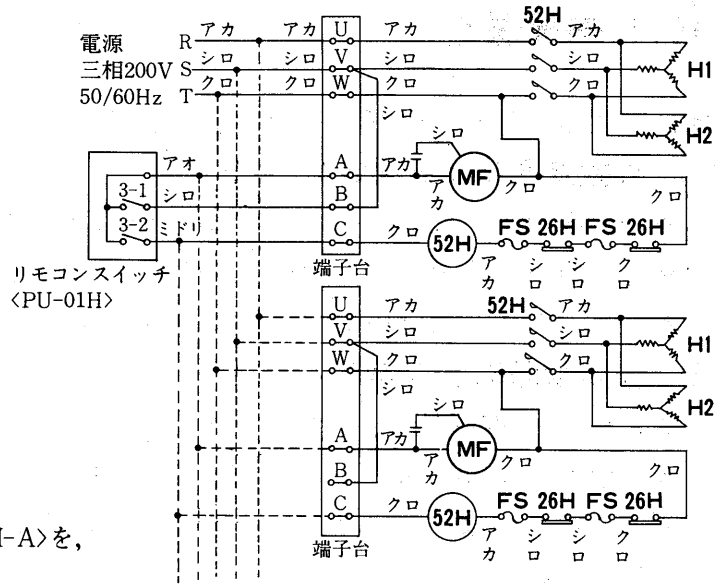 電源
三相200V
50/60Hz
R アカ アカ アカ U アカ 52H アカ
S シロ シロ シロ V シロ シロ H1
T クロ クロ クロ W クロ クロ
シロ
H2
アオ A アカ シロ MF クロ クロ
アカ
3-1 シロ B
3-2 ミドリ C クロ 52H FS 26H FS 26H
アカ シロ シロ クロ
リモコンスイッチ
<PU-01H>
端子台
U アカ 52H アカ
V シロ シロ H1
W クロ クロ
シロ
H2
A アカ シロ MF クロ クロ
アカ
B
C クロ 52H FS 26H FS 26H
アカ シロ シロ クロ
端子台
I-A>を,